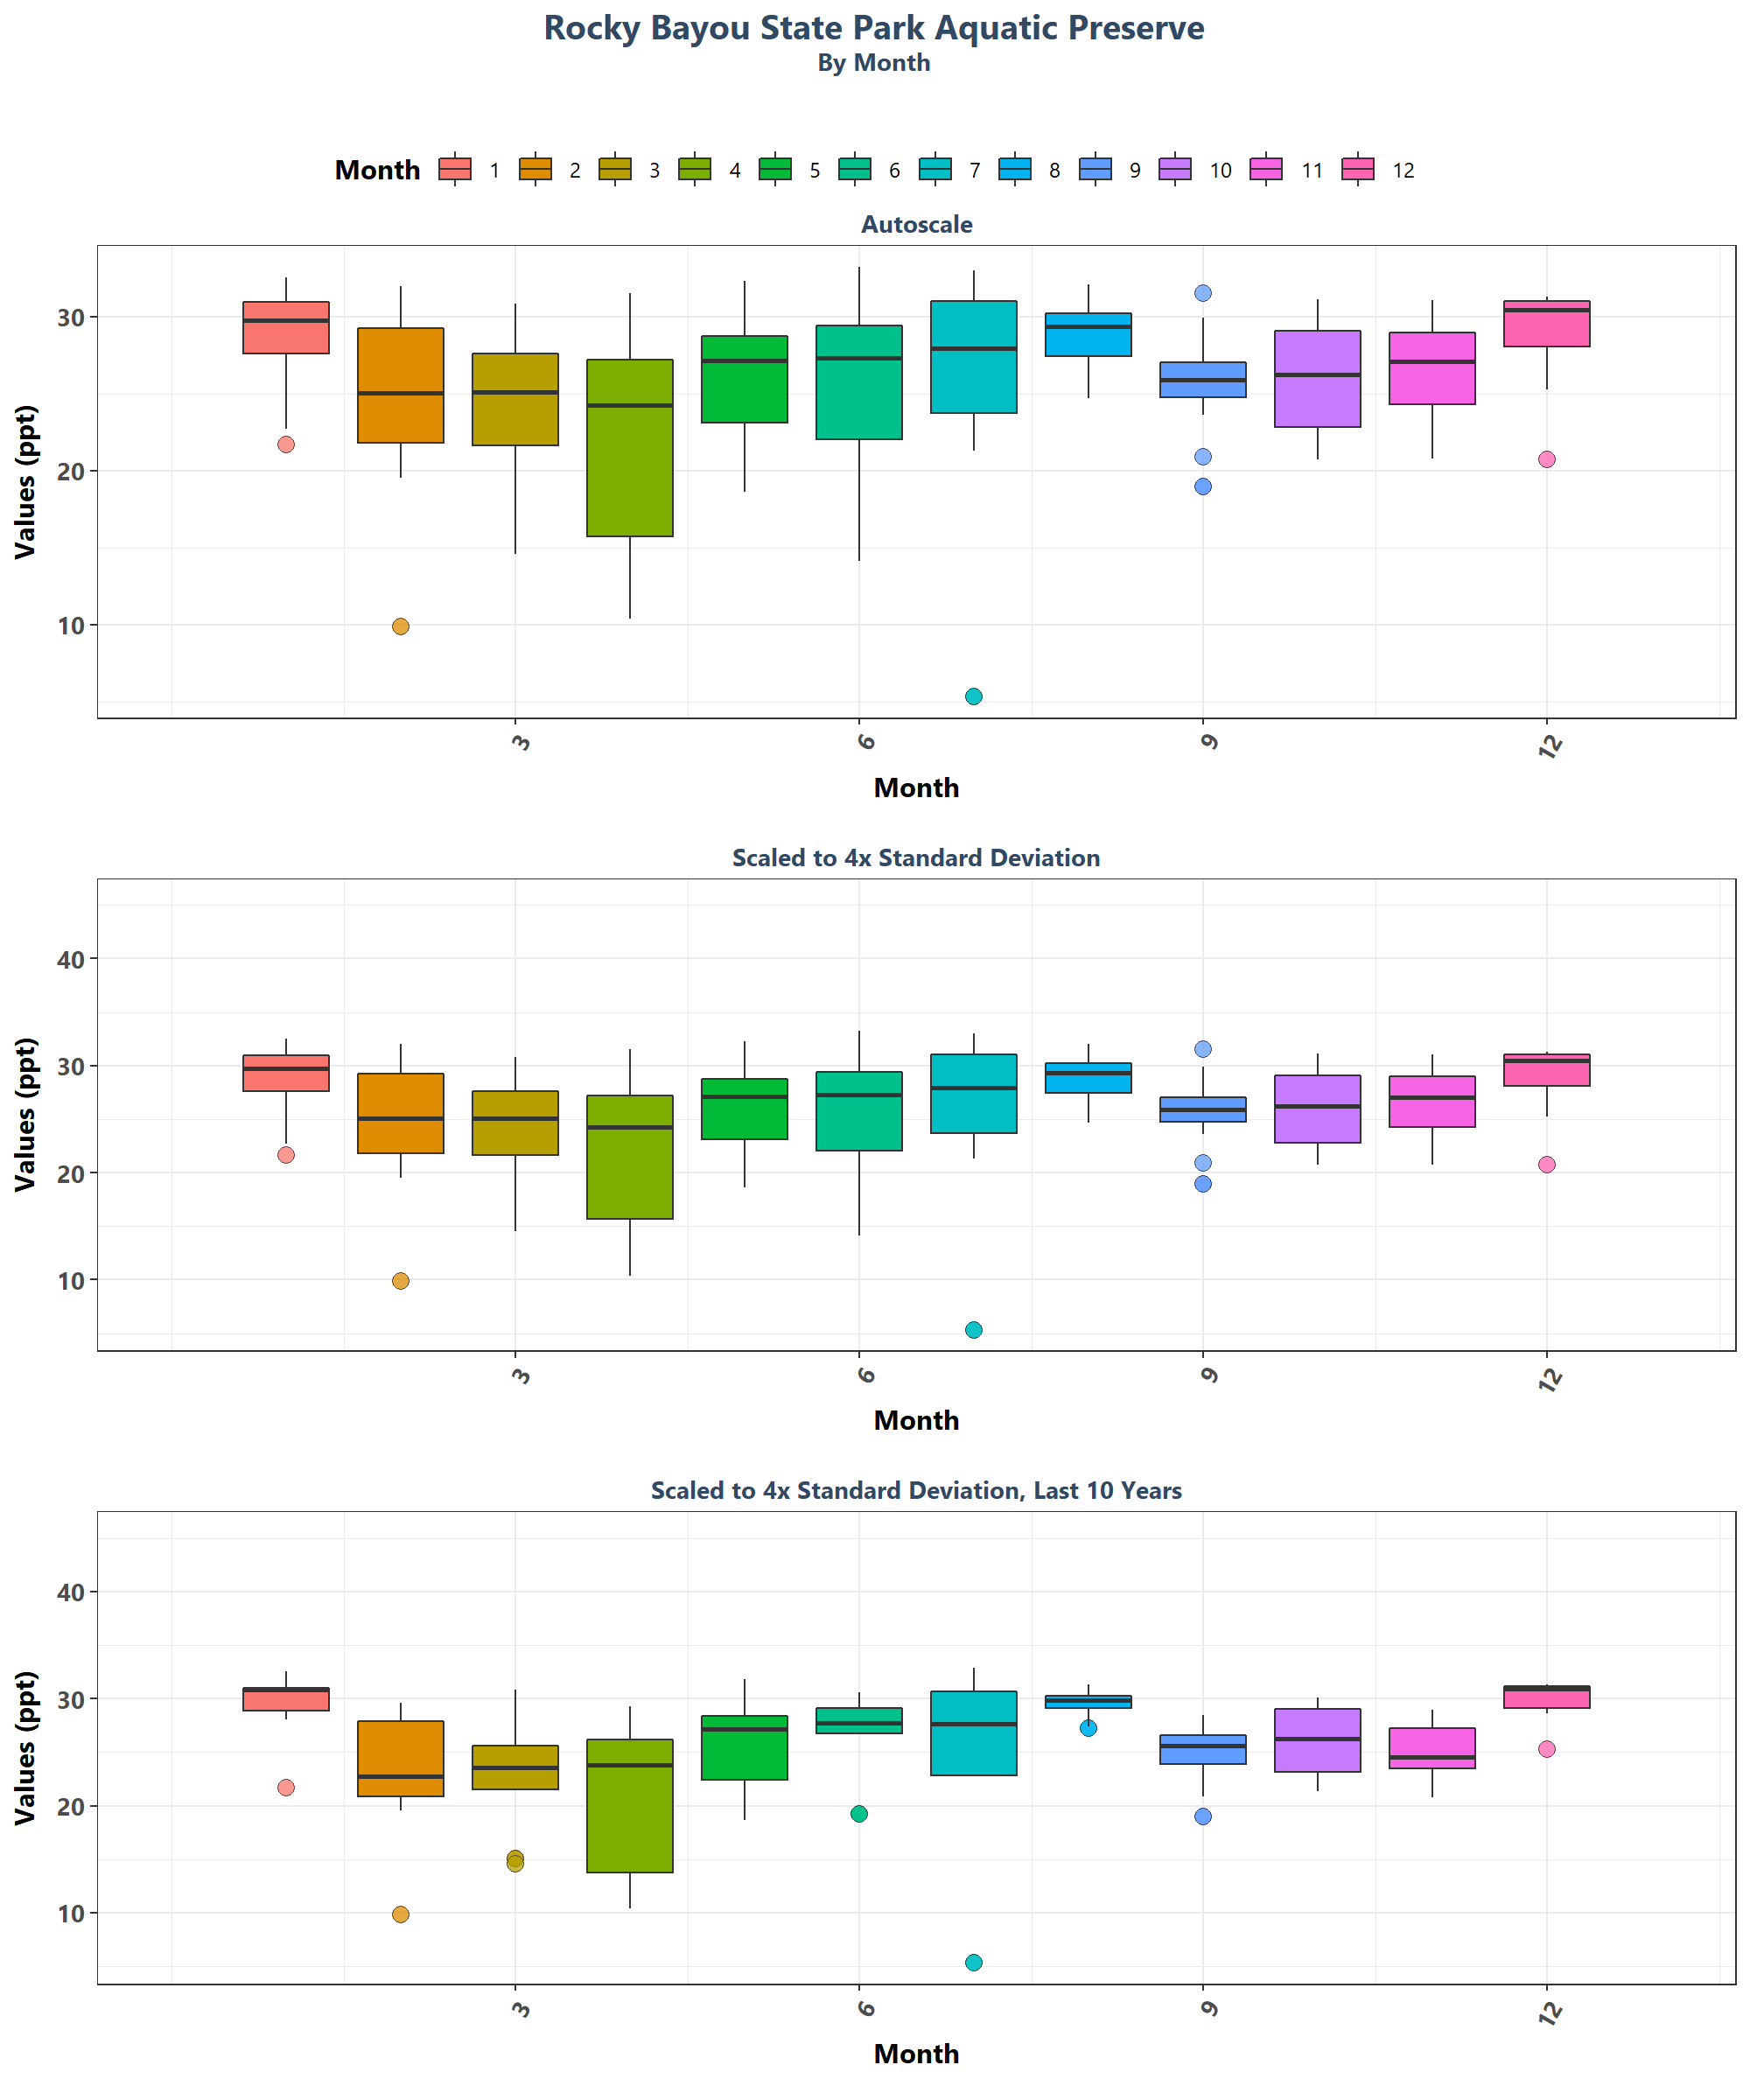 Rocky Bayou State Park Aquatic Preserve
By Month
Month 1 2 3 4 5 6 7 8 9 10 11 12
Autoscale
Values (ppt)
30
20
10
3 6 9 12
Month
Scaled to 4x Standard Deviation
Values (ppt)
40
30
20
10
3 6 9 12
Month
Scaled to 4x Standard Deviation, Last 10 Years
Values (ppt)
40
30
20
10
3 6 9 12
Month